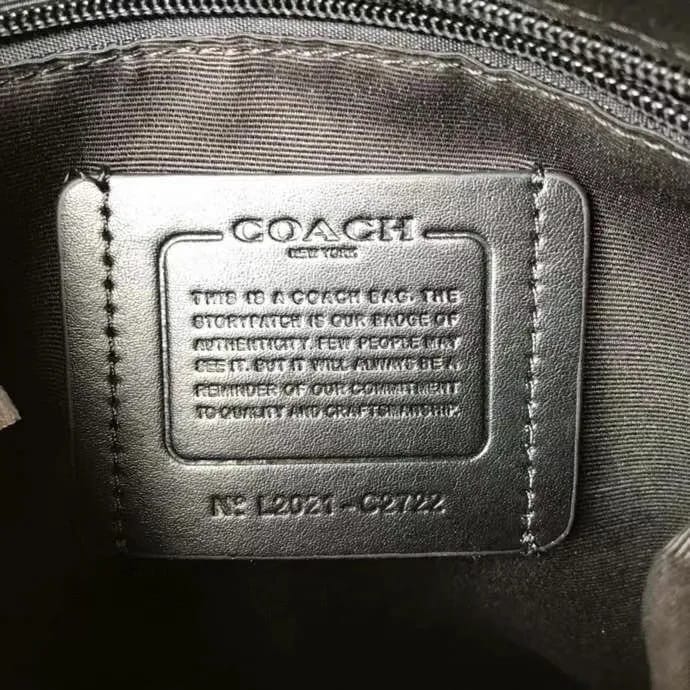 COACH
NEW YORK
THIS IS A COACH BAG. THE
STORYPATCH IS OUR BADGE OF
AUTHENTICITY. FEW PEOPLE MAY
SEE IT. BUT IT WILL ALWAYS BE A
REMINDER OF OUR COMMITMENT
TO QUALITY AND CRAFTSMANSHIP.
Nº L2021-C2722